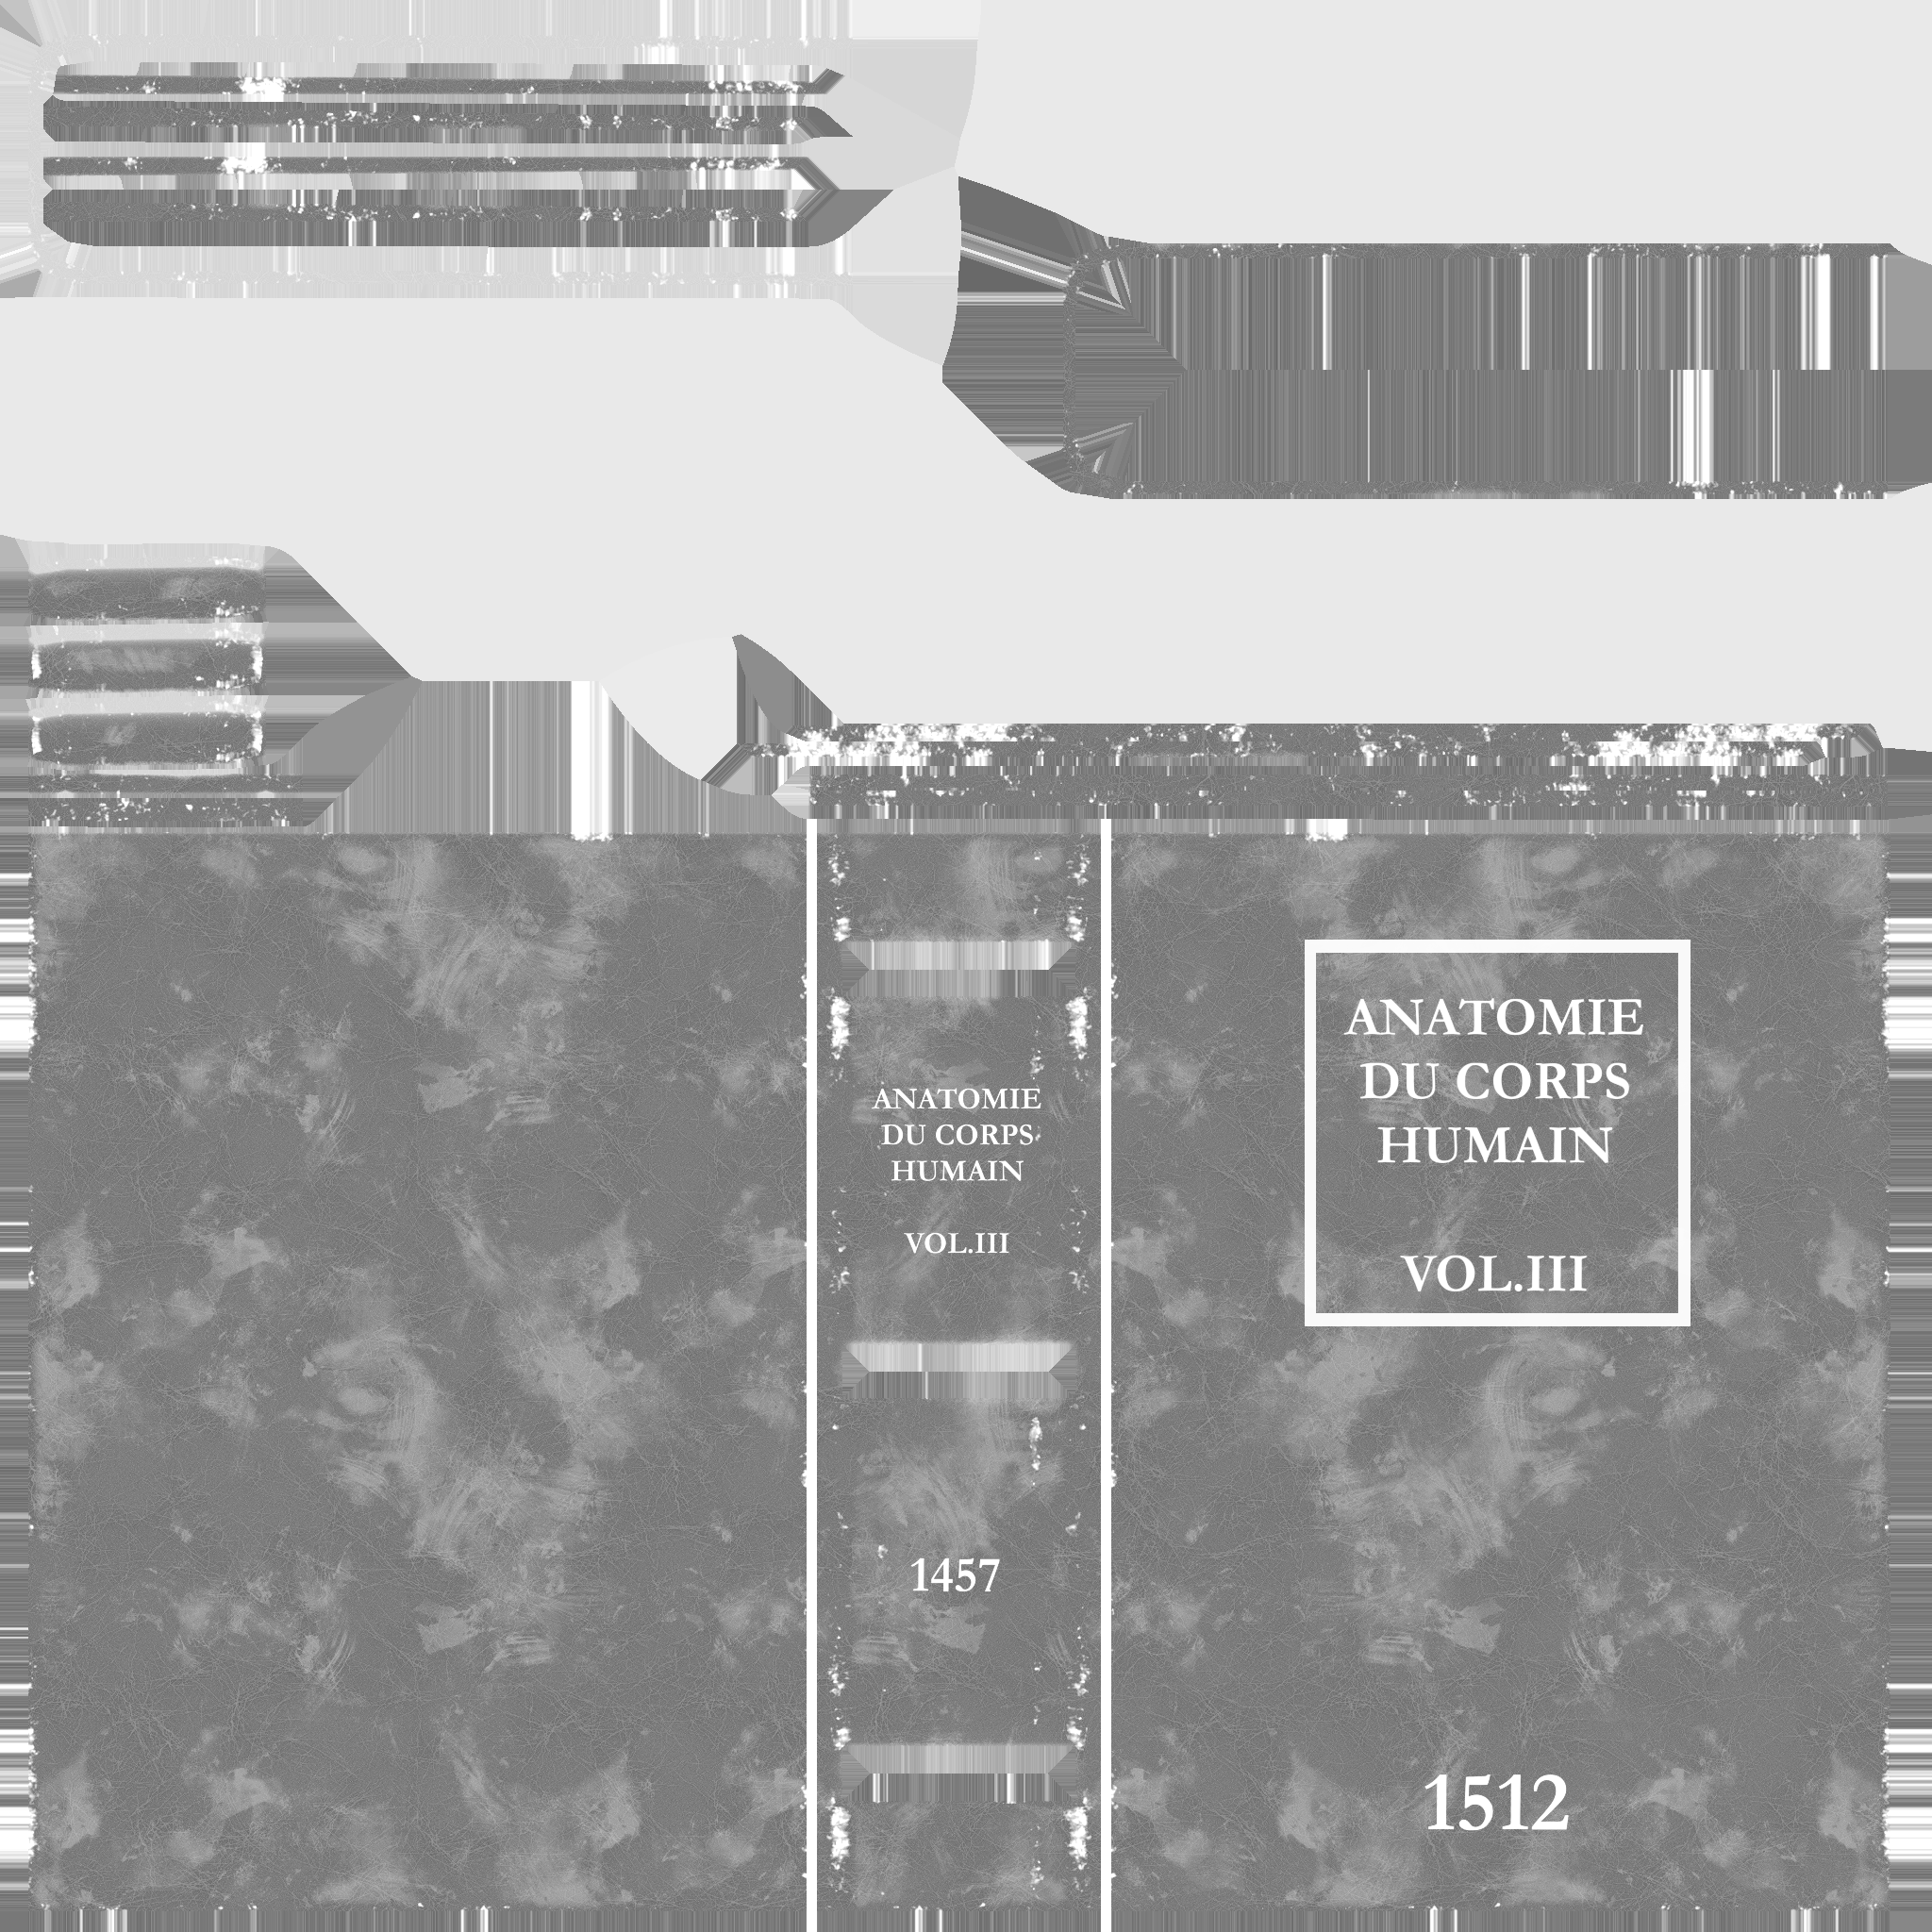 ANATOMIE
DU CORPS
HUMAIN
VOL.III
1457
ANATOMIE
DU CORPS
HUMAIN
VOL.III
1512